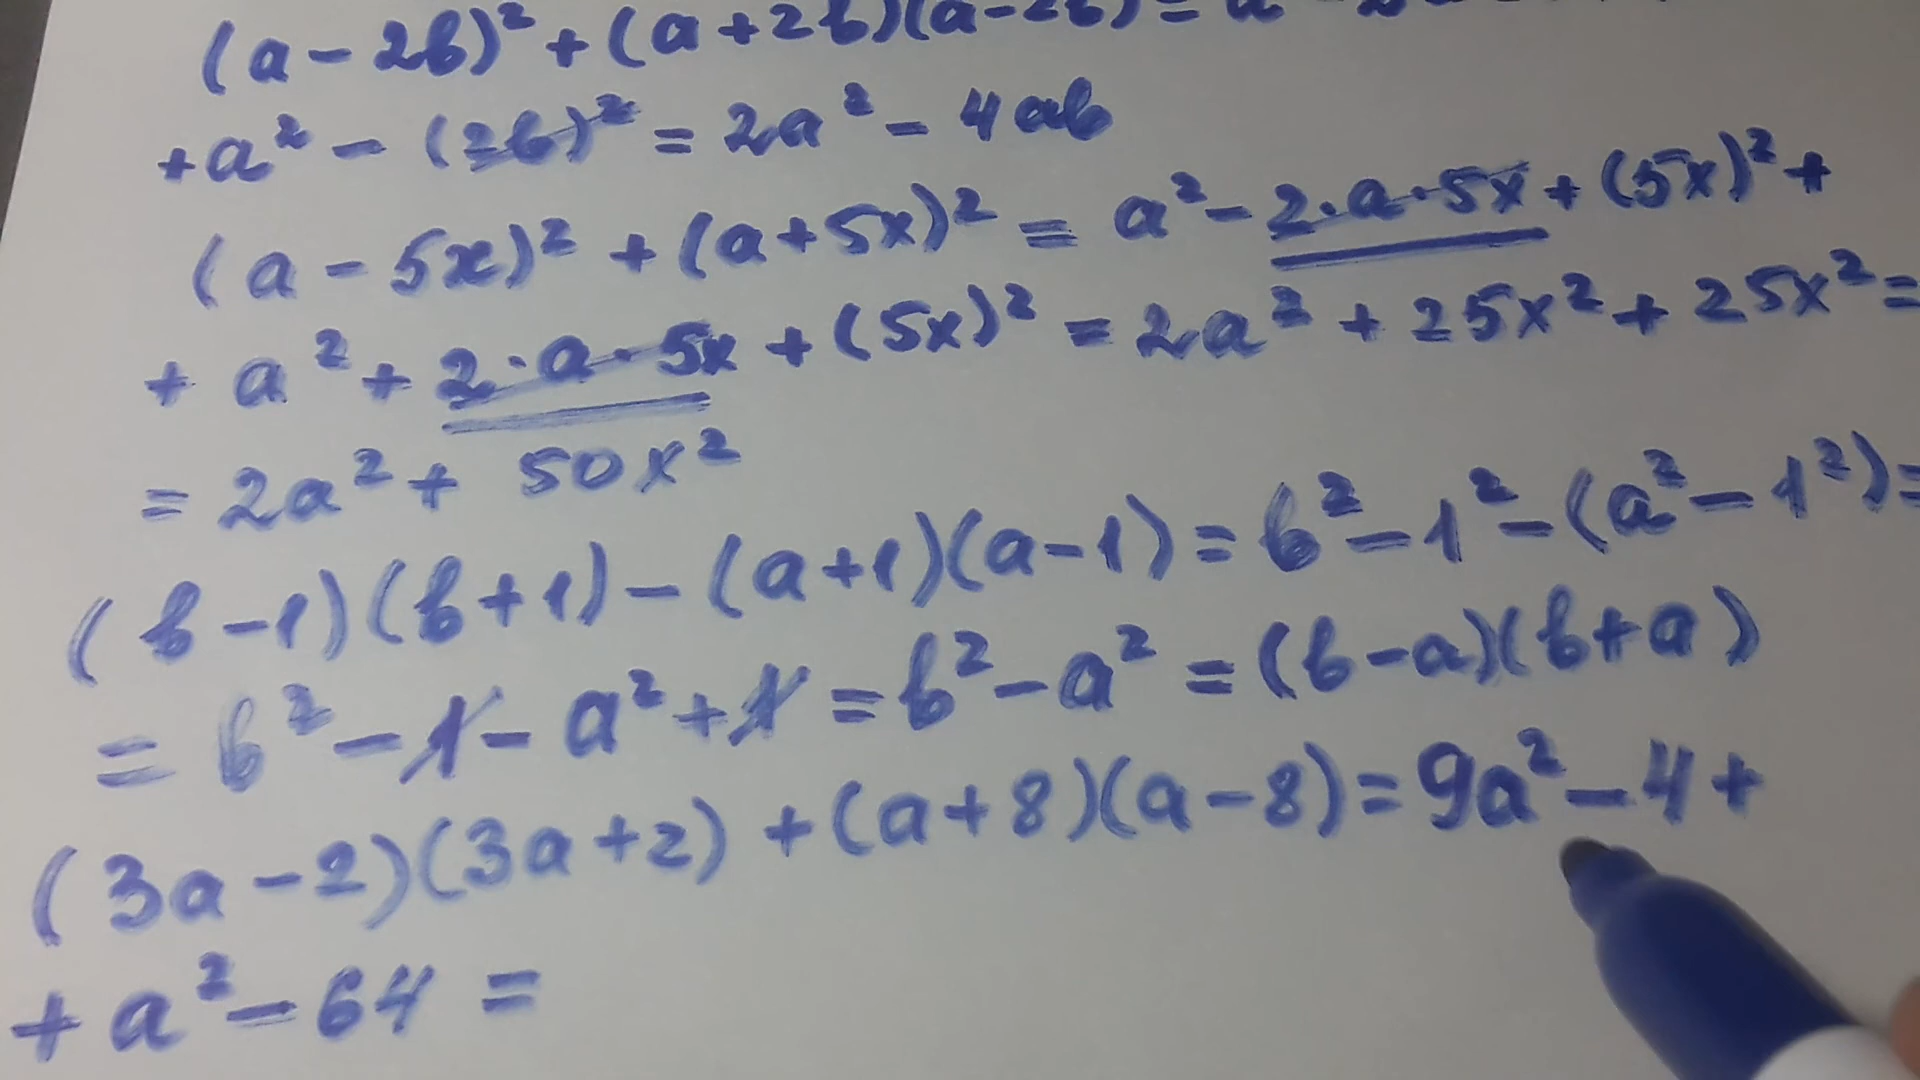 (a-2b)²+(a+2b)(a-2b)=a
+a²-(2b)²=2a²-4ab
(a-5x)²+(a+5x)²=a²-2·a·5x+(5x)²+
+a²+2·a·5x+(5x)²=2a²+25x²+25x²=
=2a²+50x²
(b-1)(b+1)-(a+1)(a-1)=b²-1²-(a²-1²)=
=b²-1-a²+1=b²-a²=(b-a)(b+a)
(3a-2)(3a+2)+(a+8)(a-8)=9a²-4+
+a²-64=